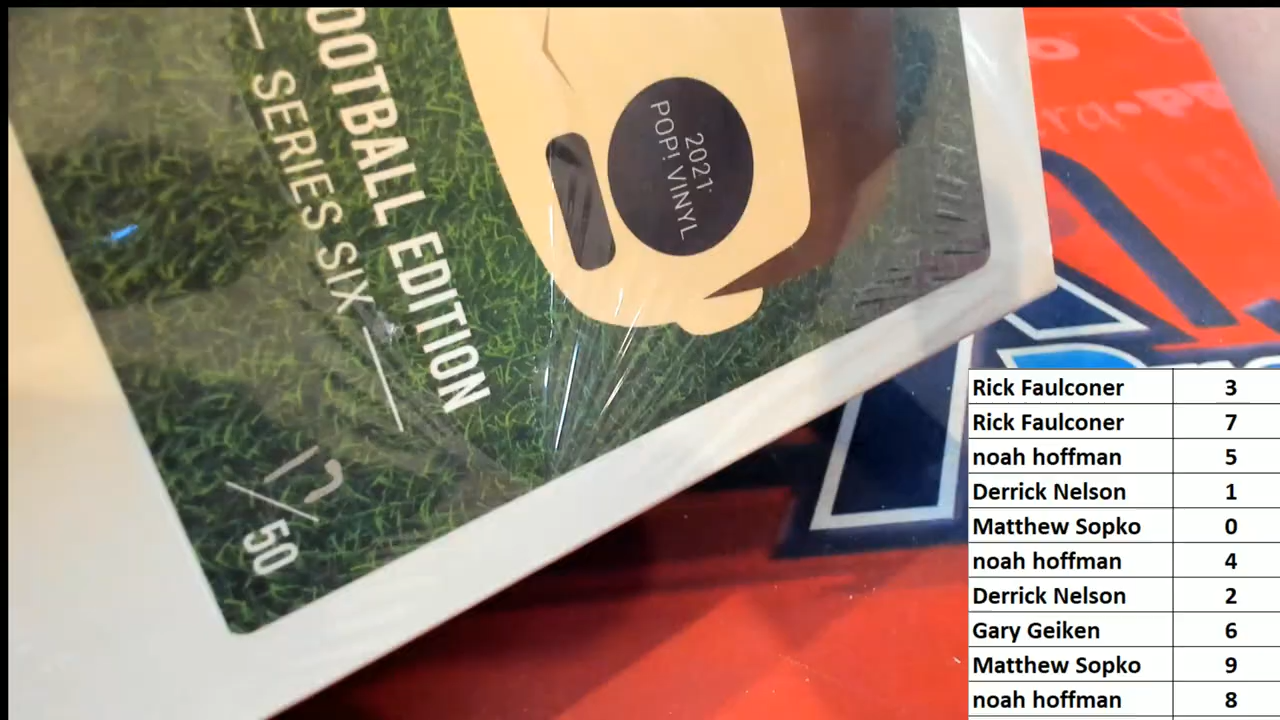 OOTBALL EDITION
SERIES SIX
2021
POP! VINYL
17/50
Rick Faulconer 3
Rick Faulconer 7
noah hoffman 5
Derrick Nelson 1
Matthew Sopko 0
noah hoffman 4
Derrick Nelson 2
Gary Geiken 6
Matthew Sopko 9
noah hoffman 8